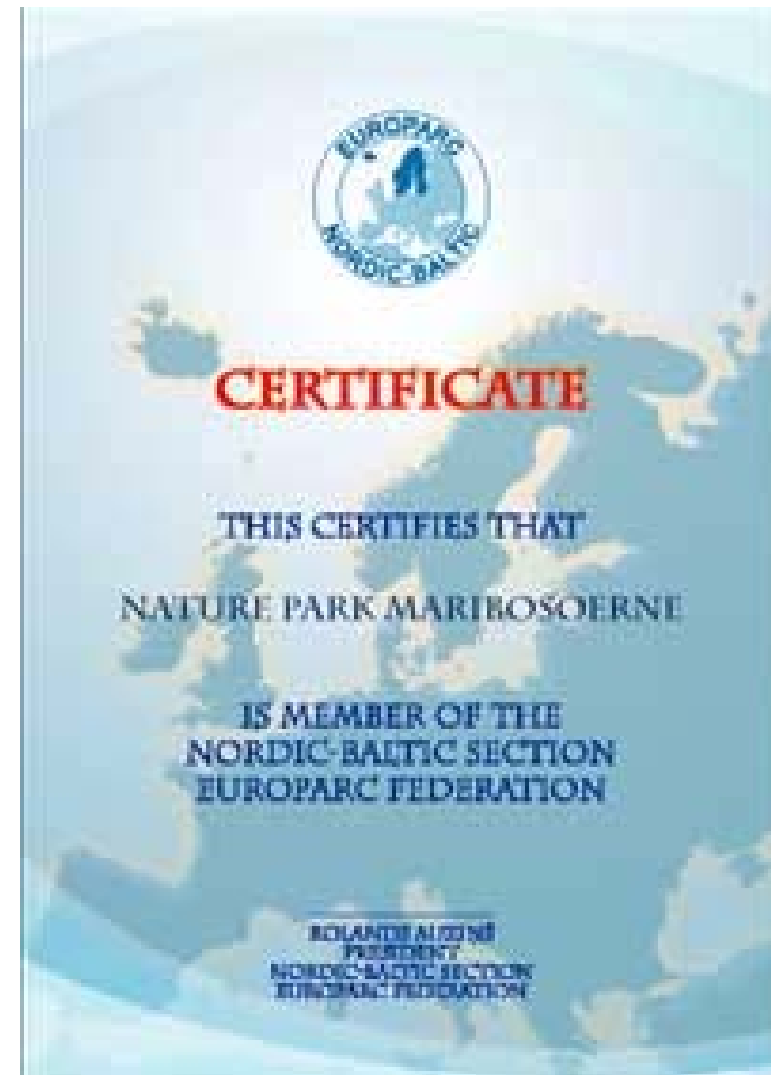 EUROPARC
NORDIC-BALTIC
CERTIFICATE
THIS CERTIFIES THAT
NATURE PARK MARIBOSOERNE
IS MEMBER OF THE
NORDIC-BALTIC SECTION
EUROPARC FEDERATION
PRESIDENT
NORDIC-BALTIC SECTION
EUROPARC FEDERATION